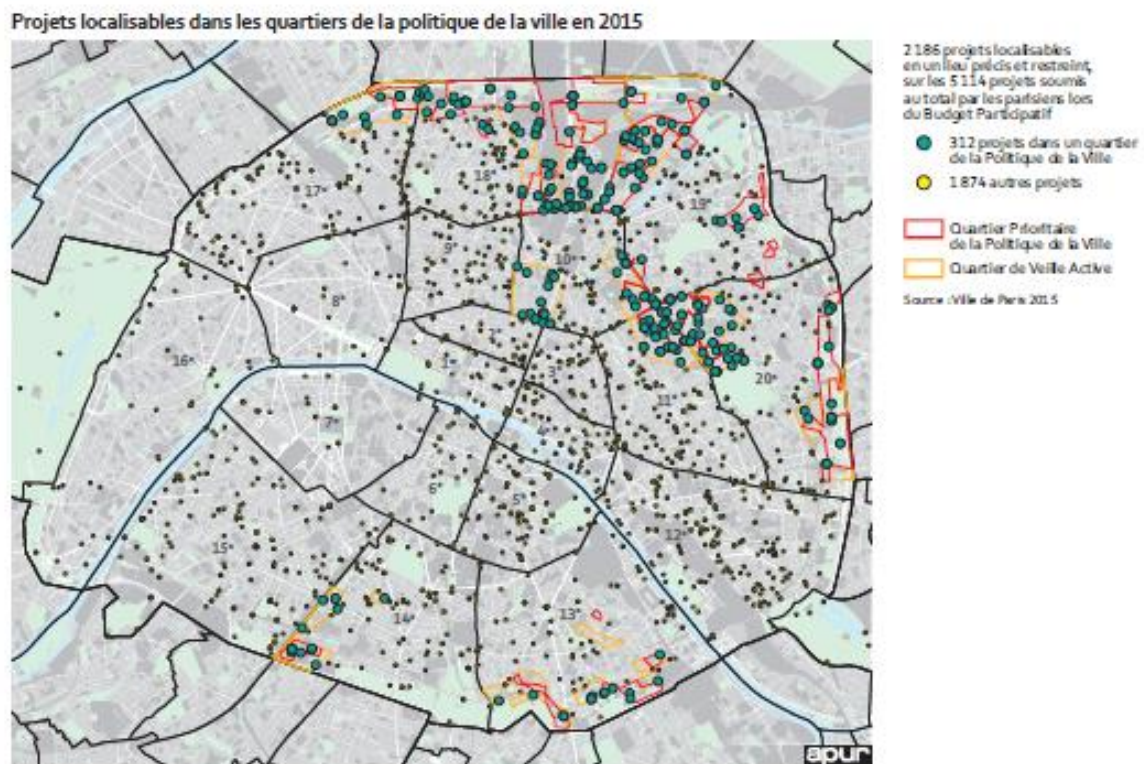 Projets localisables dans les quartiers de la politique de la ville en 2015
2 186 projets localisables
en un lieu précis et restreint,
sur les 5 114 projets soumis
au total par les parisiens lors
du Budget Participatif
312 projets dans un quartier
de la Politique de la Ville
1 874 autres projets
Quartier Prioritaire
de la Politique de la Ville
Quartier de Veille Active
Source : Ville de Paris 2015
17e
18e
19e
9e
10e
8e
2e
16e
1e
3e
20e
11e
7e
6e
5e
12e
15e
14e
13e
apur